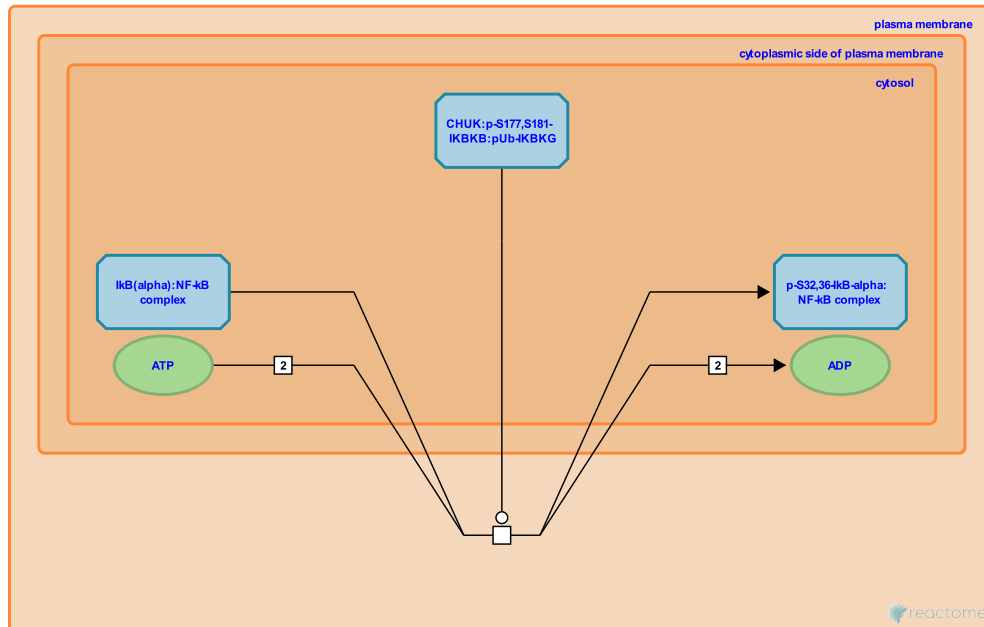 plasma membrane
cytoplasmic side of plasma membrane
cytosol
CHUK:p-S177,S181-
IKBKB:pUb-IKBKG
IkB(alpha):NF-kB
complex
p-S32,36-IkB-alpha:
NF-kB complex
ATP
2
2
ADP
reactome